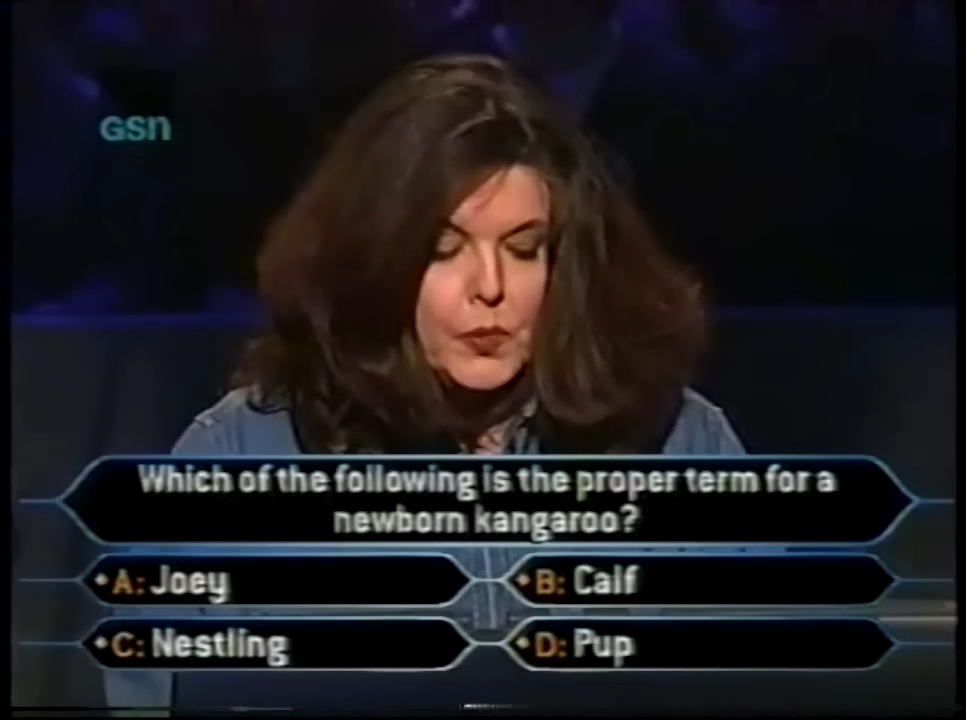 GSN
Which of the following is the proper term for a
newborn kangaroo?
A: Joey
B: Calf
C: Nestling
D: Pup